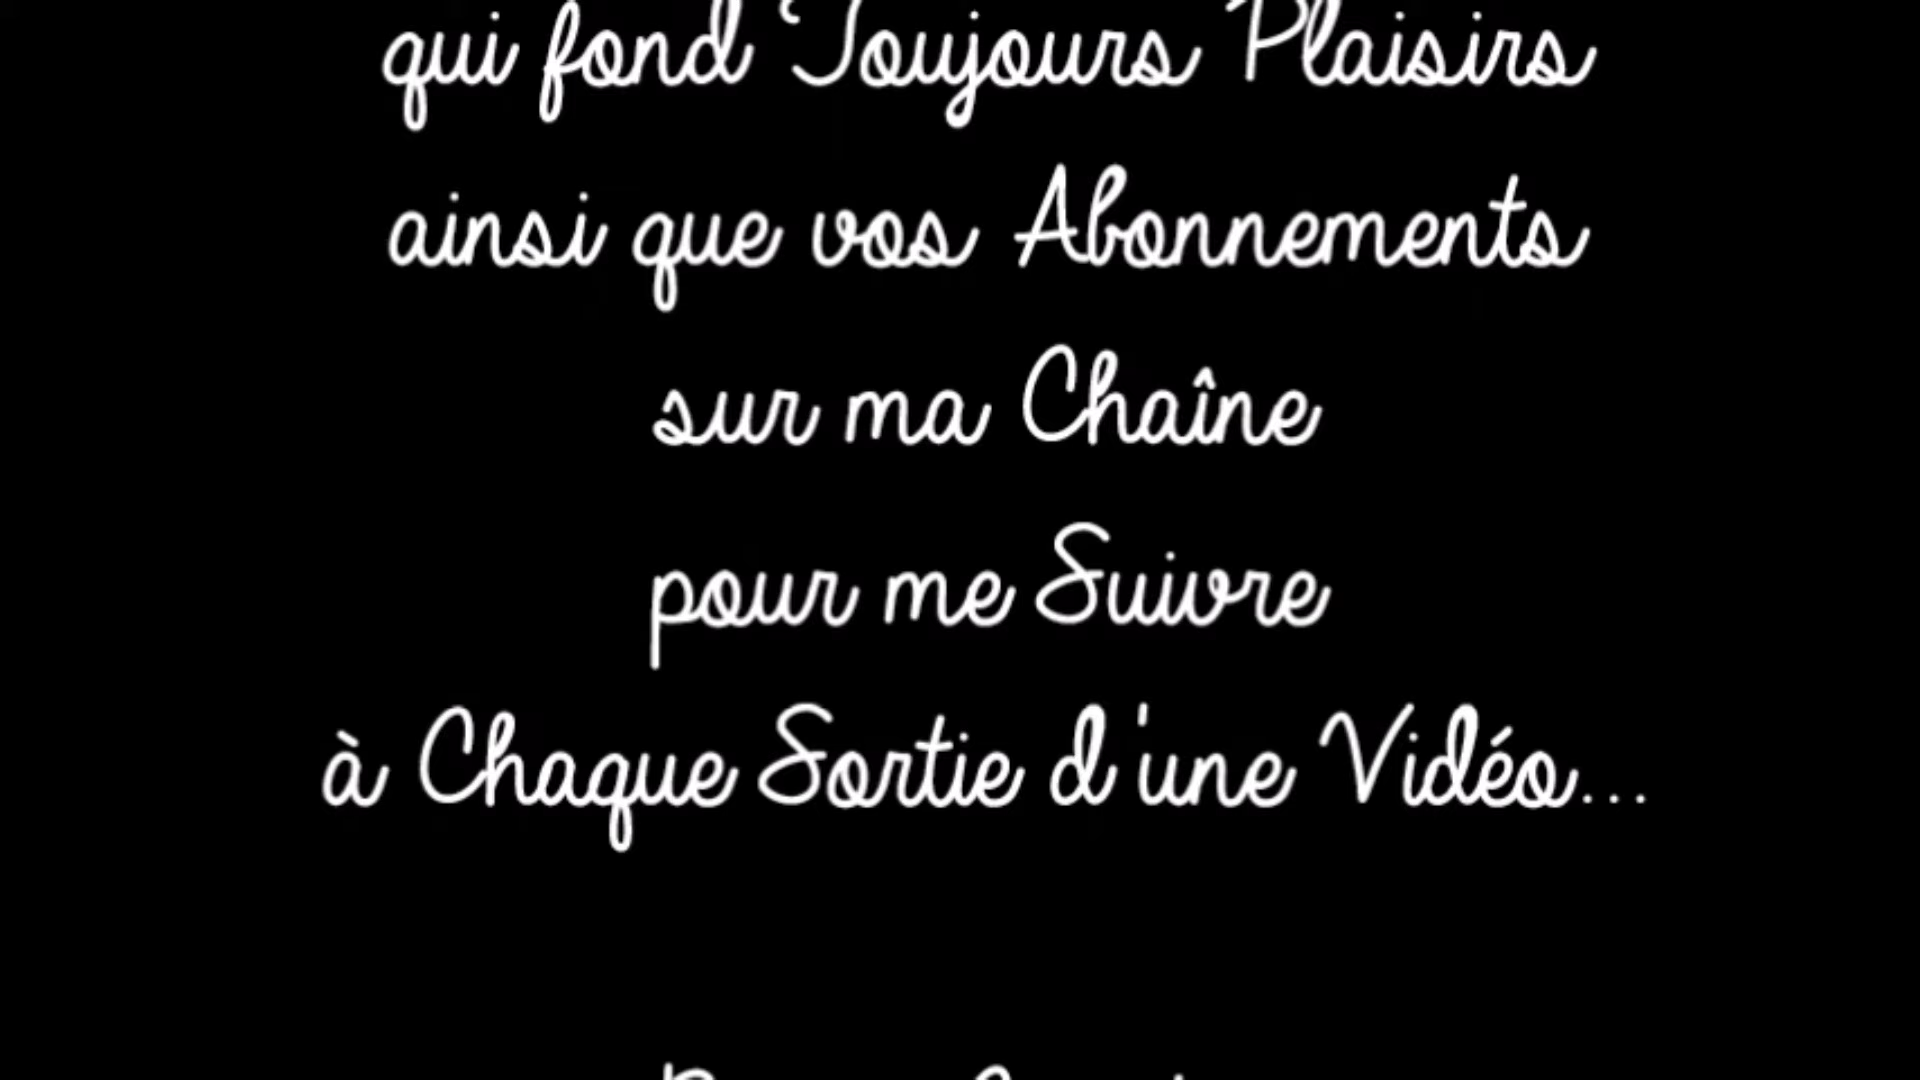 qui fond Toujours Plaisirs
ainsi que vos Abonnements
sur ma Chaîne
pour me Suivre
à Chaque Sortie d'une Vidéo...